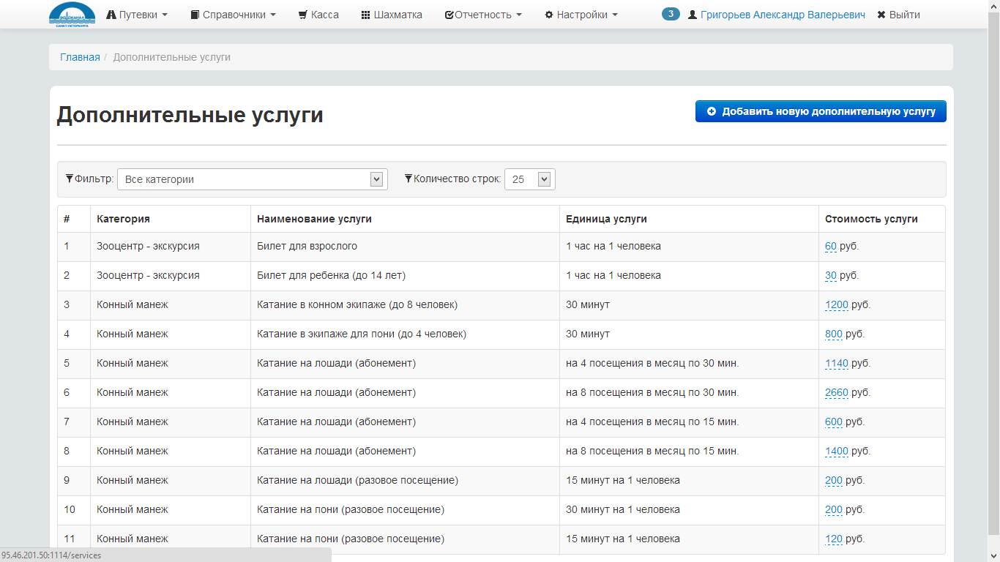 ВОДОКАНАЛ
САНКТ-ПЕТЕРБУРГА
Путевки Справочники Касса Шахматка Отчетность Настройки 3 Григорьев Александр Валерьевич Выйти
Главная / Дополнительные услуги
Дополнительные услуги Добавить новую дополнительную услугу
Фильтр: Все категории Количество строк: 25
# Категория Наименование услуги Единица услуги Стоимость услуги
1 Зооцентр - экскурсия Билет для взрослого 1 час на 1 человека 60 руб.
2 Зооцентр - экскурсия Билет для ребенка (до 14 лет) 1 час на 1 человека 30 руб.
3 Конный манеж Катание в конном экипаже (до 8 человек) 30 минут 1200 руб.
4 Конный манеж Катание в экипаже для пони (до 4 человек) 30 минут 800 руб.
5 Конный манеж Катание на лошади (абонемент) на 4 посещения в месяц по 30 мин. 1140 руб.
6 Конный манеж Катание на лошади (абонемент) на 8 посещения в месяц по 30 мин. 2660 руб.
7 Конный манеж Катание на лошади (абонемент) на 4 посещения в месяц по 15 мин. 600 руб.
8 Конный манеж Катание на лошади (абонемент) на 8 посещения в месяц по 15 мин. 1400 руб.
9 Конный манеж Катание на лошади (разовое посещение) 15 минут на 1 человека 200 руб.
10 Конный манеж Катание на пони (разовое посещение) 30 минут на 1 человека 200 руб.
11 Конный манеж Катание на пони (разовое посещение) 15 минут на 1 человека 120 руб.
95.46.201.50:1114/services